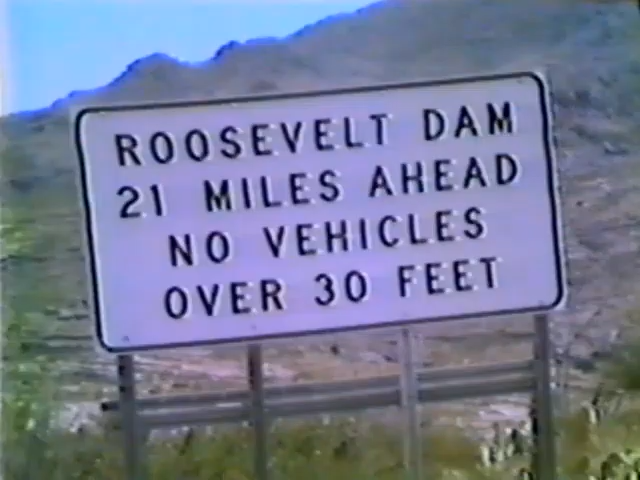 ROOSEVELT DAM
21 MILES AHEAD
NO VEHICLES
OVER 30 FEET